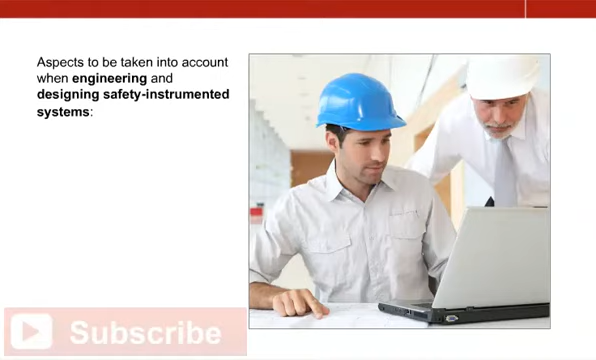 Aspects to be taken into account
when engineering and
designing safety-instrumented
systems:
Subscribe